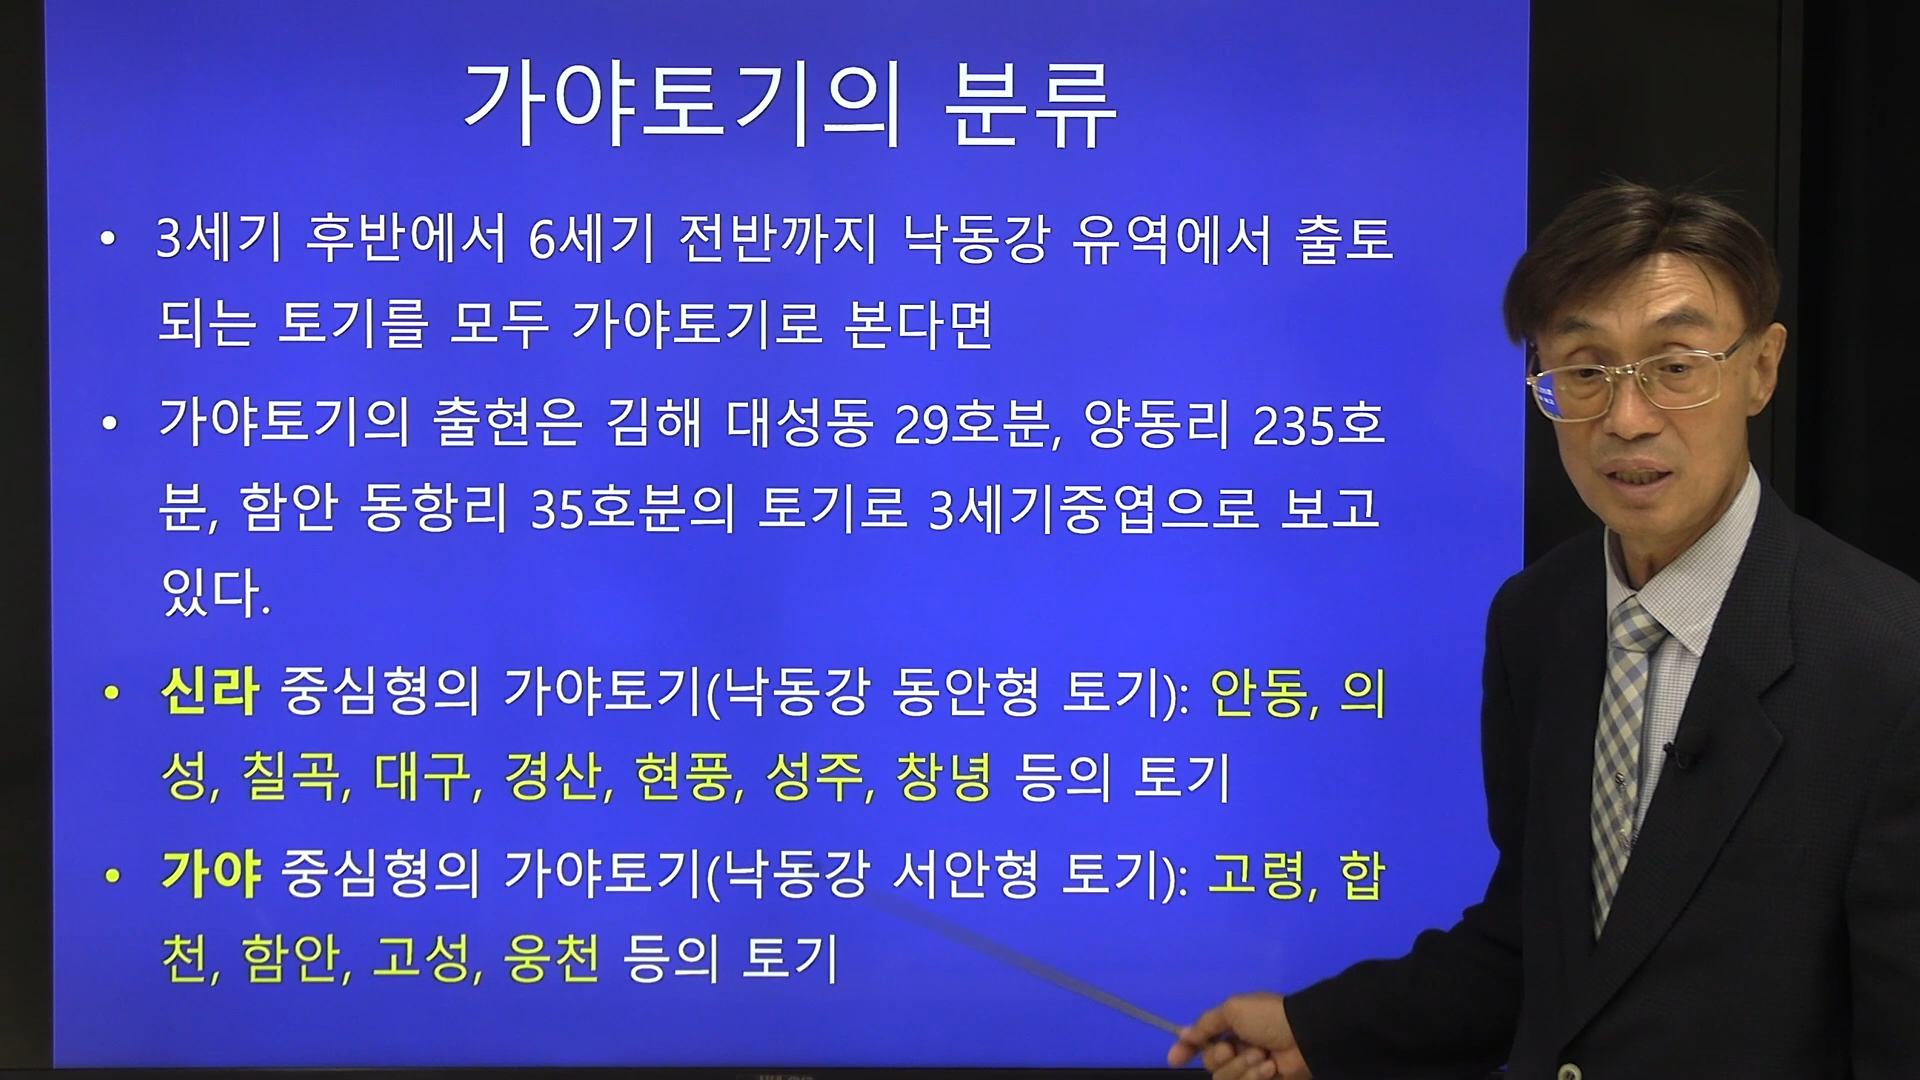 가야토기의 분류
• 3세기 후반에서 6세기 전반까지 낙동강 유역에서 출토
되는 토기를 모두 가야토기로 본다면
• 가야토기의 출현은 김해 대성동 29호분, 양동리 235호
분, 함안 동항리 35호분의 토기로 3세기중엽으로 보고
있다.
• 신라 중심형의 가야토기(낙동강 동안형 토기): 안동, 의
성, 칠곡, 대구, 경산, 현풍, 성주, 창녕 등의 토기
• 가야 중심형의 가야토기(낙동강 서안형 토기): 고령, 합
천, 함안, 고성, 웅천 등의 토기